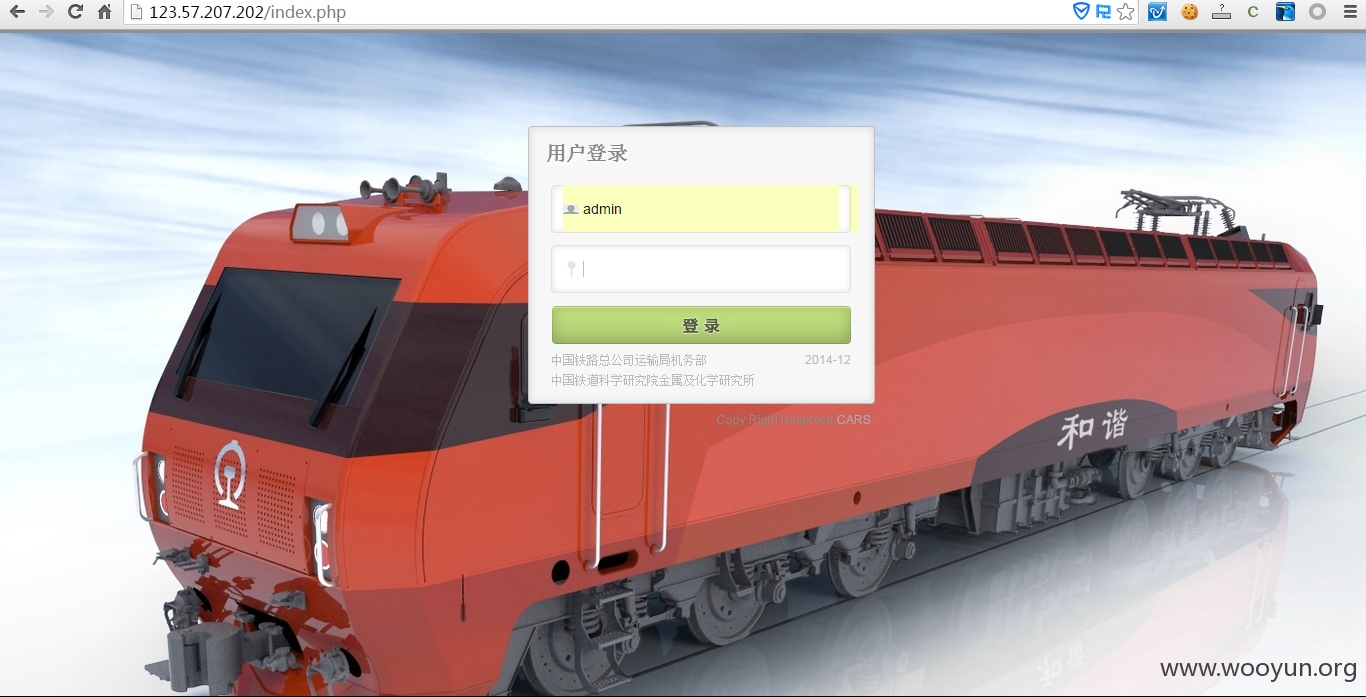 123.57.207.202/index.php
用户登录
admin
登 录
中国铁路总公司运输局机务部 2014-12
中国铁道科学研究院金属及化学研究所
Copy Right Reserved CARS
和谐
www.wooyun.org